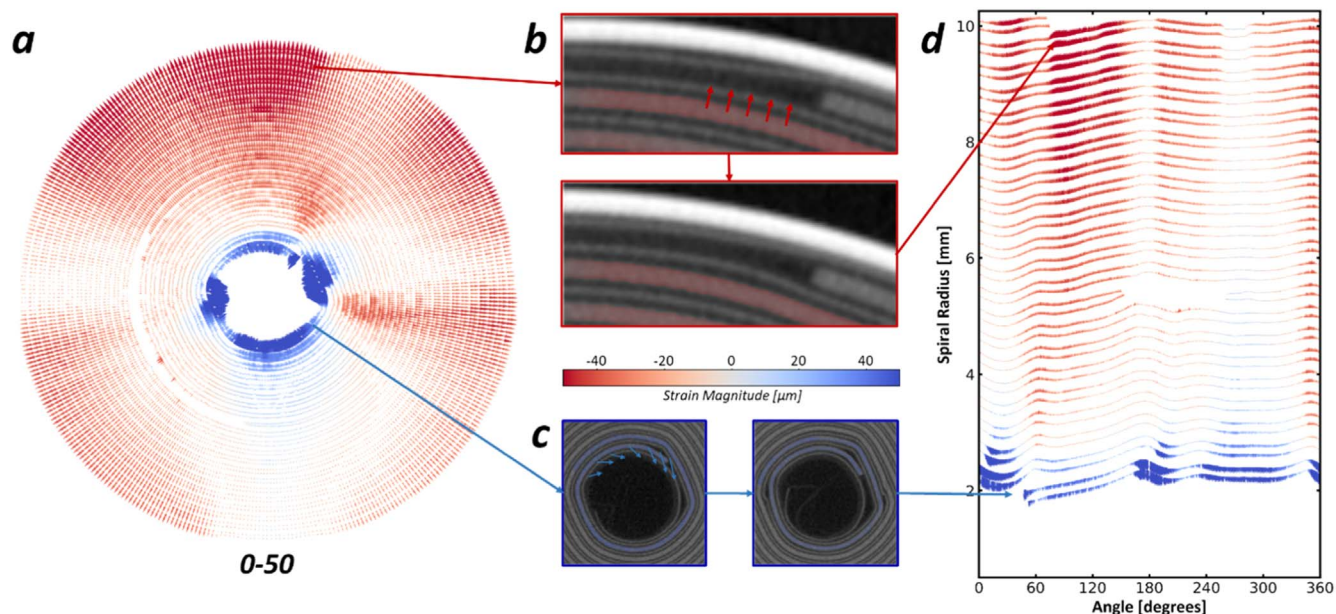 a
0-50
b
-40 -20 0 20 40
Strain Magnitude [μm]
c
d
10
8
6
4
2
Spiral Radius [mm]
0 60 120 180 240 300 360
Angle [degrees]